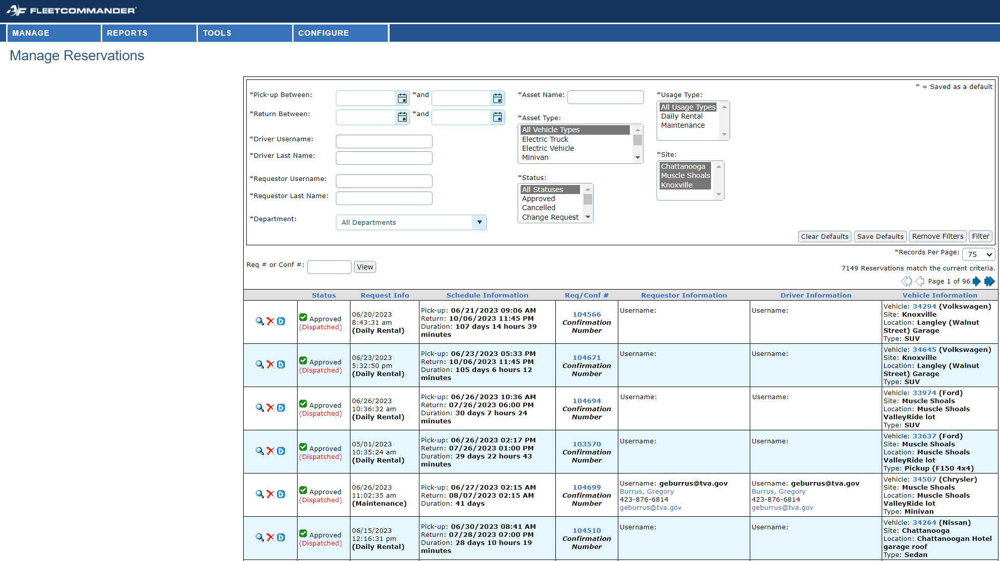 FLEETCOMMANDER
MANAGE
REPORTS
TOOLS
CONFIGURE
Manage Reservations
* = Saved as a default
*Pick-up Between:
*and
*Return Between:
*and
*Driver Username:
*Driver Last Name:
*Requestor Username:
*Requestor Last Name:
*Department:
All Departments
*Asset Name:
*Asset Type:
All Vehicle Types
Electric Truck
Electric Vehicle
Minivan
*Status:
All Statuses
Approved
Cancelled
Change Request
*Usage Type:
All Usage Types
Daily Rental
Maintenance
*Site:
Chattanooga
Muscle Shoals
Knoxville
Clear Defaults
Save Defaults
Remove Filters
Filter
*Records Per Page: 75
Req # or Conf #:
View
7149 Reservations match the current criteria.
Page 1 of 96
Status
Request Info
Schedule Information
Req/Conf #
Requestor Information
Driver Information
Vehicle Information
D
Approved
(Dispatched)
06/20/2023
8:43:31 am
(Daily Rental)
Pick-up: 06/21/2023 09:06 AM
Return: 10/06/2023 11:45 PM
Duration: 107 days 14 hours 39
minutes
104566
Confirmation
Number
Username:
Username:
Vehicle: 34294 (Volkswagen)
Site: Knoxville
Location: Langley (Walnut
Street) Garage
Type: SUV
D
Approved
(Dispatched)
06/23/2023
5:32:50 pm
(Daily Rental)
Pick-up: 06/23/2023 05:33 PM
Return: 10/06/2023 11:45 PM
Duration: 105 days 6 hours 12
minutes
104671
Confirmation
Number
Username:
Username:
Vehicle: 34645 (Volkswagen)
Site: Knoxville
Location: Langley (Walnut
Street) Garage
Type: SUV
D
Approved
(Dispatched)
06/26/2023
10:36:32 am
(Daily Rental)
Pick-up: 06/26/2023 10:36 AM
Return: 07/26/2023 06:00 PM
Duration: 30 days 7 hours 24
minutes
104694
Confirmation
Number
Username:
Username:
Vehicle: 33974 (Ford)
Site: Muscle Shoals
Location: Muscle Shoals
ValleyRide lot
Type: SUV
D
Approved
(Dispatched)
05/01/2023
10:35:24 am
(Daily Rental)
Pick-up: 06/26/2023 02:17 PM
Return: 07/26/2023 01:00 PM
Duration: 29 days 22 hours 43
minutes
103570
Confirmation
Number
Username:
Username:
Vehicle: 33637 (Ford)
Site: Muscle Shoals
Location: Muscle Shoals
ValleyRide lot
Type: Pickup (F150 4x4)
D
Approved
(Dispatched)
06/26/2023
11:02:35 am
(Maintenance)
Pick-up: 06/27/2023 02:15 AM
Return: 08/07/2023 02:15 AM
Duration: 41 days
104699
Confirmation
Number
Username: geburrus@tva.gov
Burrus, Gregory
423-876-6814
geburrus@tva.gov
Username: geburrus@tva.gov
Burrus, Gregory
423-876-6814
geburrus@tva.gov
Vehicle: 34507 (Chrysler)
Site: Muscle Shoals
Location: Muscle Shoals
ValleyRide lot
Type: Minivan
D
Approved
(Dispatched)
06/15/2023
12:16:31 pm
(Daily Rental)
Pick-up: 06/30/2023 08:41 AM
Return: 07/28/2023 07:00 PM
Duration: 28 days 10 hours 19
minutes
104510
Confirmation
Number
Username:
Username:
Vehicle: 34264 (Nissan)
Site: Chattanooga
Location: Chattanoogan Hotel
garage roof
Type: Sedan